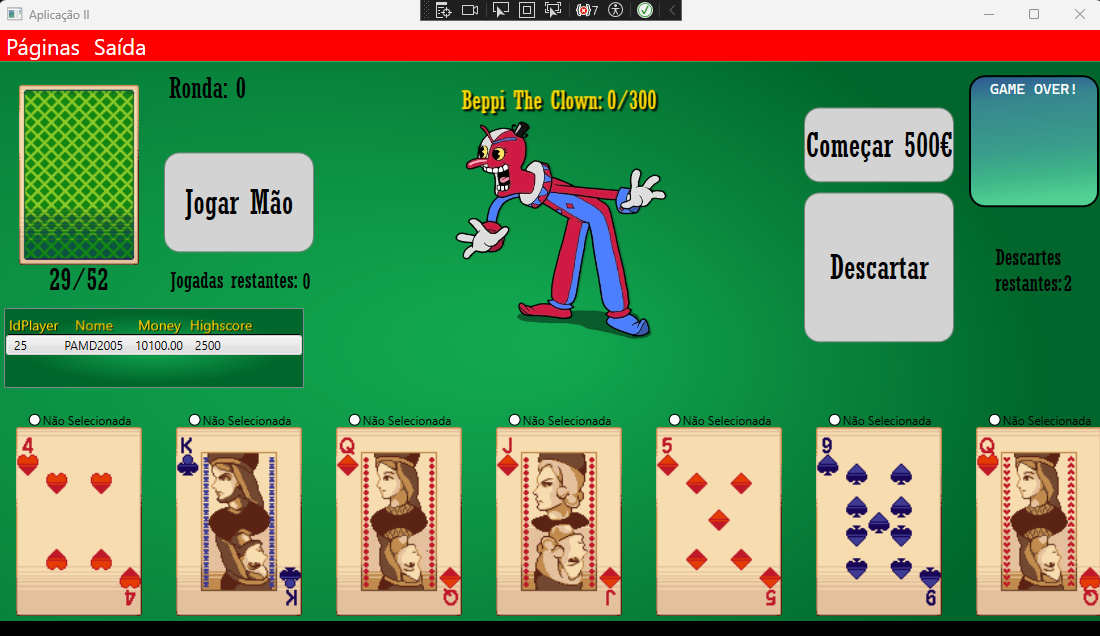 Aplicação II
7
Páginas Saída
Ronda: 0
Beppi The Clown: 0/300
GAME OVER!
Começar 500€
Jogar Mão
Descartar
Descartes
restantes: 2
29/52
Jogadas restantes: 0
IdPlayer Nome Money Highscore
25 PAMD2005 10100.00 2500
Não Selecionada Não Selecionada Não Selecionada Não Selecionada Não Selecionada Não Selecionada Não Selecionada
4 K Q J 5 9 Q
4 K Q J 5 9 Q